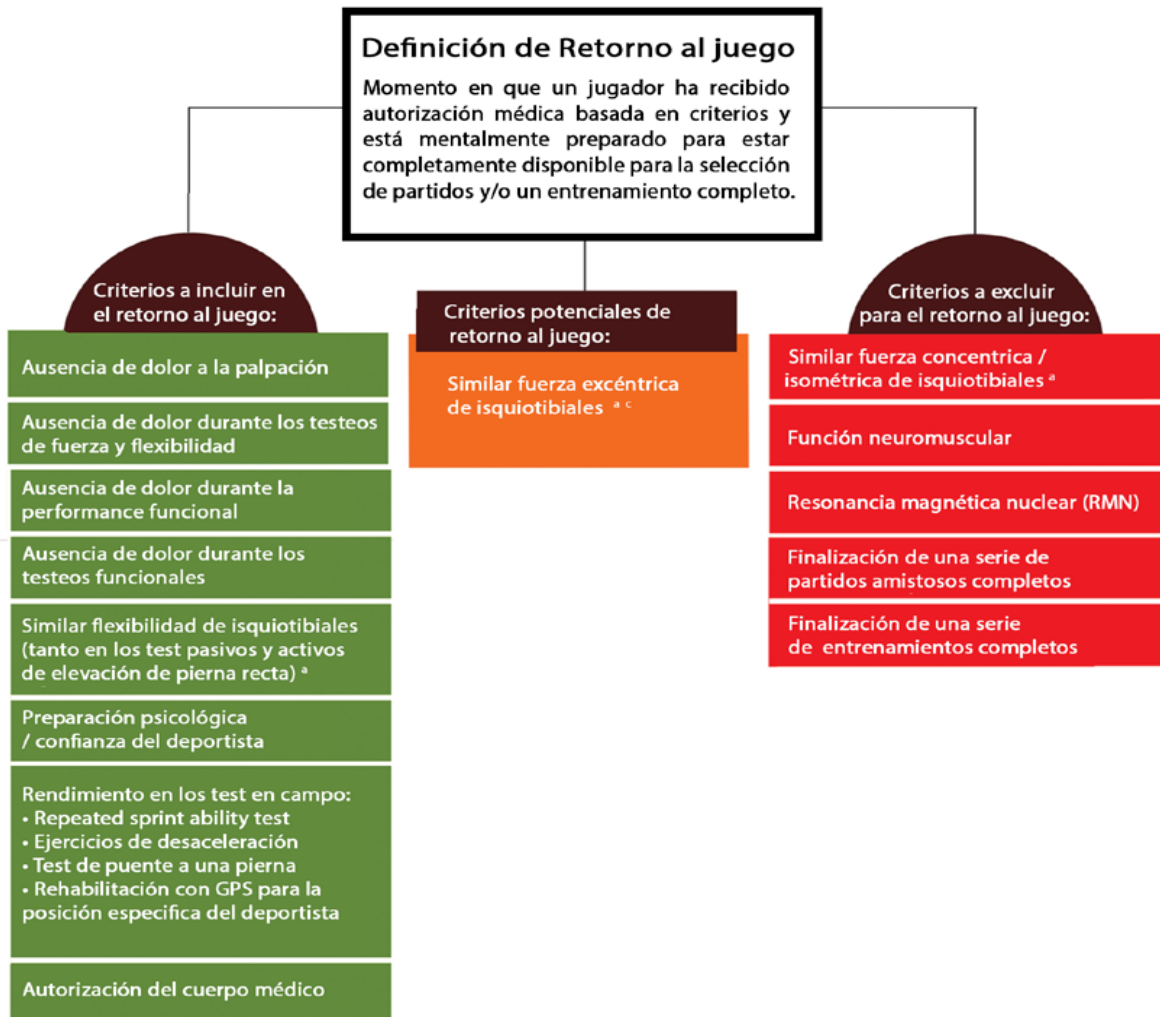 Definición de Retorno al juego
Momento en que un jugador ha recibido
autorización médica basada en criterios y
está mentalmente preparado para estar
completamente disponible para la selección
de partidos y/o un entrenamiento completo.
Criterios a incluir en
el retorno al juego:
Ausencia de dolor a la palpación
Ausencia de dolor durante los testeos
de fuerza y flexibilidad
Ausencia de dolor durante la
performance funcional
Ausencia de dolor durante los
testeos funcionales
Similar flexibilidad de isquiotibiales
(tanto en los test pasivos y activos
de elevación de pierna recta) ª
Preparación psicológica
/ confianza del deportista
Rendimiento en los test en campo:
• Repeated sprint ability test
• Ejercicios de desaceleración
• Test de puente a una pierna
• Rehabilitación con GPS para la
posición especifica del deportista
Autorización del cuerpo médico
Criterios potenciales de
retorno al juego:
Similar fuerza excéntrica
de isquiotibiales ª ᶜ
Criterios a excluir
para el retorno al juego:
Similar fuerza concentrica /
isométrica de isquiotibiales ª
Función neuromuscular
Resonancia magnética nuclear (RMN)
Finalización de una serie de
partidos amistosos completos
Finalización de una serie
de entrenamientos completos